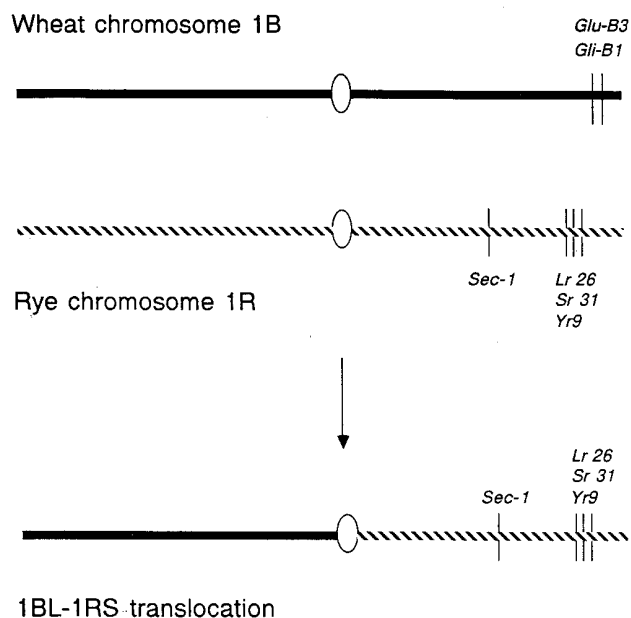 Wheat chromosome 1B
Glu-B3
Gli-B1
Sec-1
Lr 26
Sr 31
Yr9
Rye chromosome 1R
Lr 26
Sr 31
Sec-1
Yr9
1BL-1RS translocation